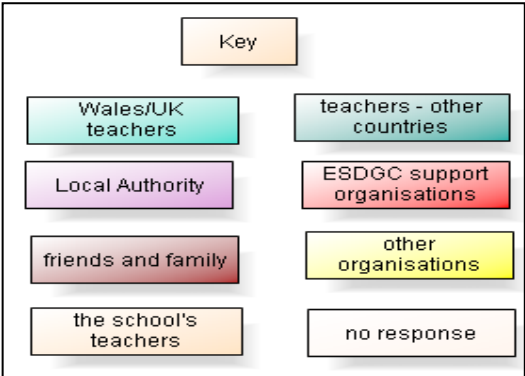 Key
Wales/UK
teachers
teachers - other
countries
Local Authority
ESDGC support
organisations
friends and family
other
organisations
the school's
teachers
no response